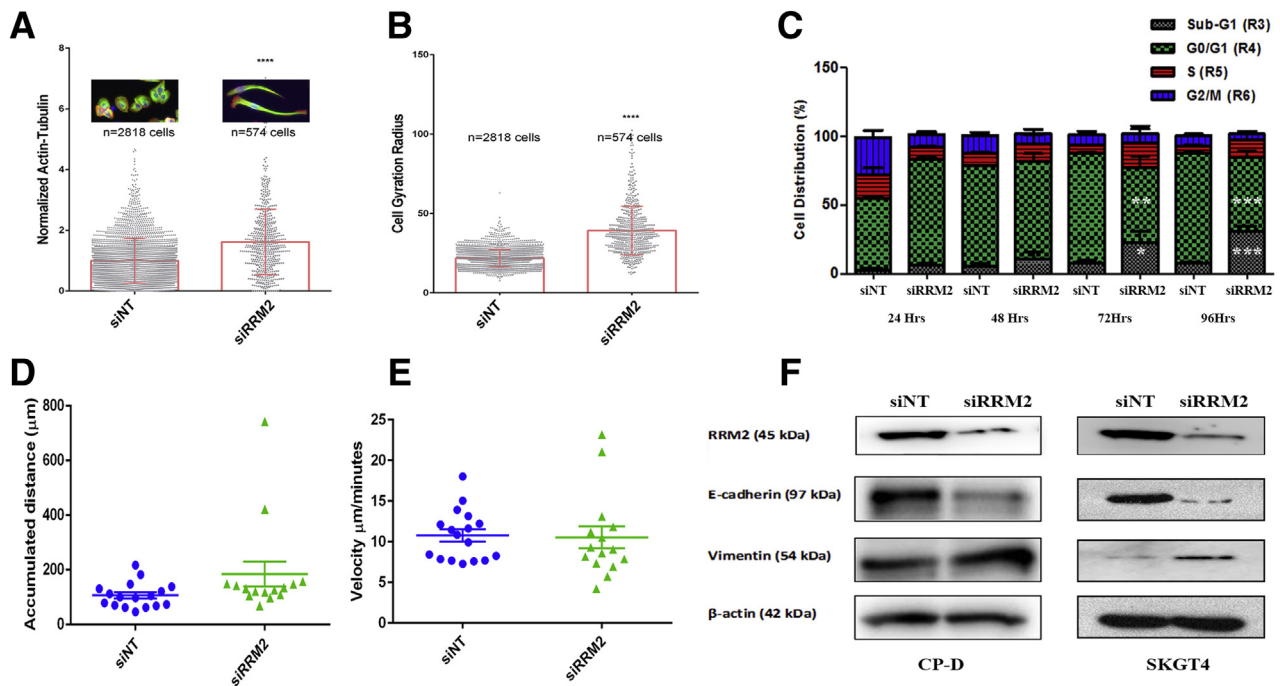 A
Normalized Actin-Tubulin
8
6
4
2
0
****
n=2818 cells
n=574 cells
siNT
siRRM2
B
Cell Gyration Radius
150
100
50
0
n=2818 cells
****
n=574 cells
siNT
siRRM2
C
Sub-G1 (R3)
G0/G1 (R4)
S (R5)
G2/M (R6)
Cell Distribution (%)
150
100
50
0
**
*
***
***
siNT siRRM2 siNT siRRM2 siNT siRRM2 siNT siRRM2
24 Hrs 48 Hrs 72Hrs 96Hrs
D
Accumulated distance (μm)
800
600
400
200
0
siNT
siRRM2
E
Velocity μm/minutes
25
20
15
10
5
0
siNT
siRRM2
F
siNT siRRM2 siNT siRRM2
RRM2 (45 kDa)
E-cadherin (97 kDa)
Vimentin (54 kDa)
β-actin (42 kDa)
CP-D SKGT4